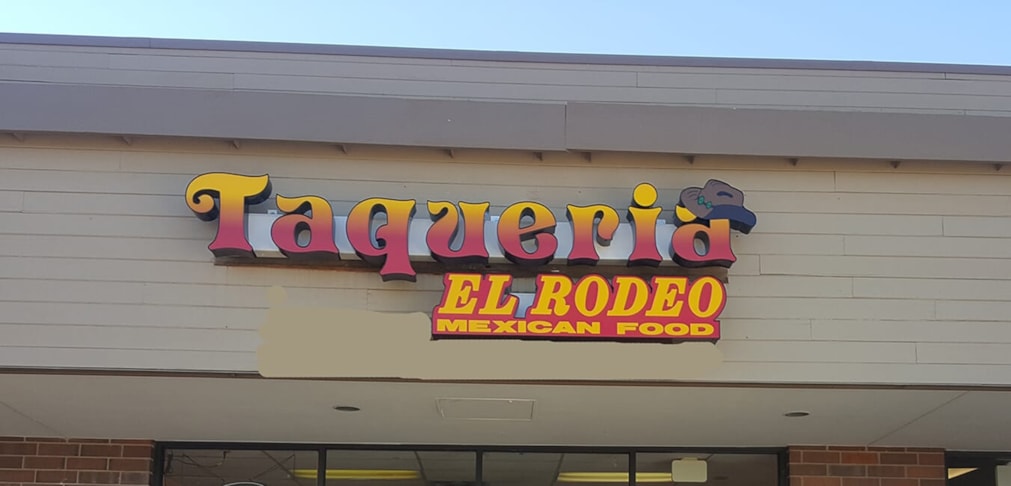 Taqueria
EL RODEO
MEXICAN FOOD